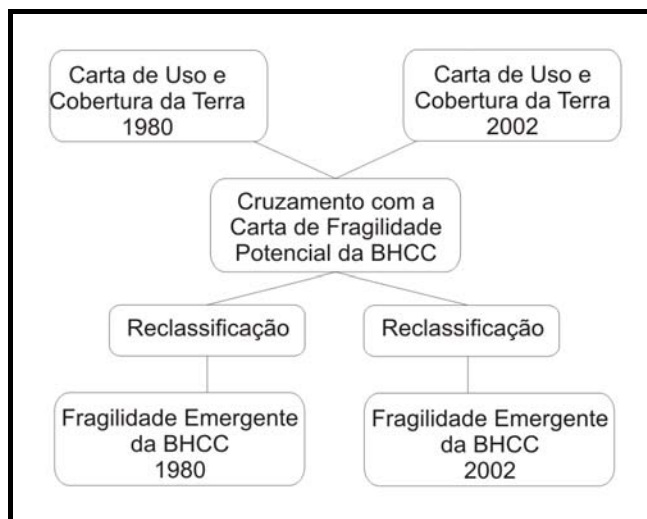 Carta de Uso e
Cobertura da Terra
1980
Carta de Uso e
Cobertura da Terra
2002
Cruzamento com a
Carta de Fragilidade
Potencial da BHCC
Reclassificação
Reclassificação
Fragilidade Emergente
da BHCC
1980
Fragilidade Emergente
da BHCC
2002